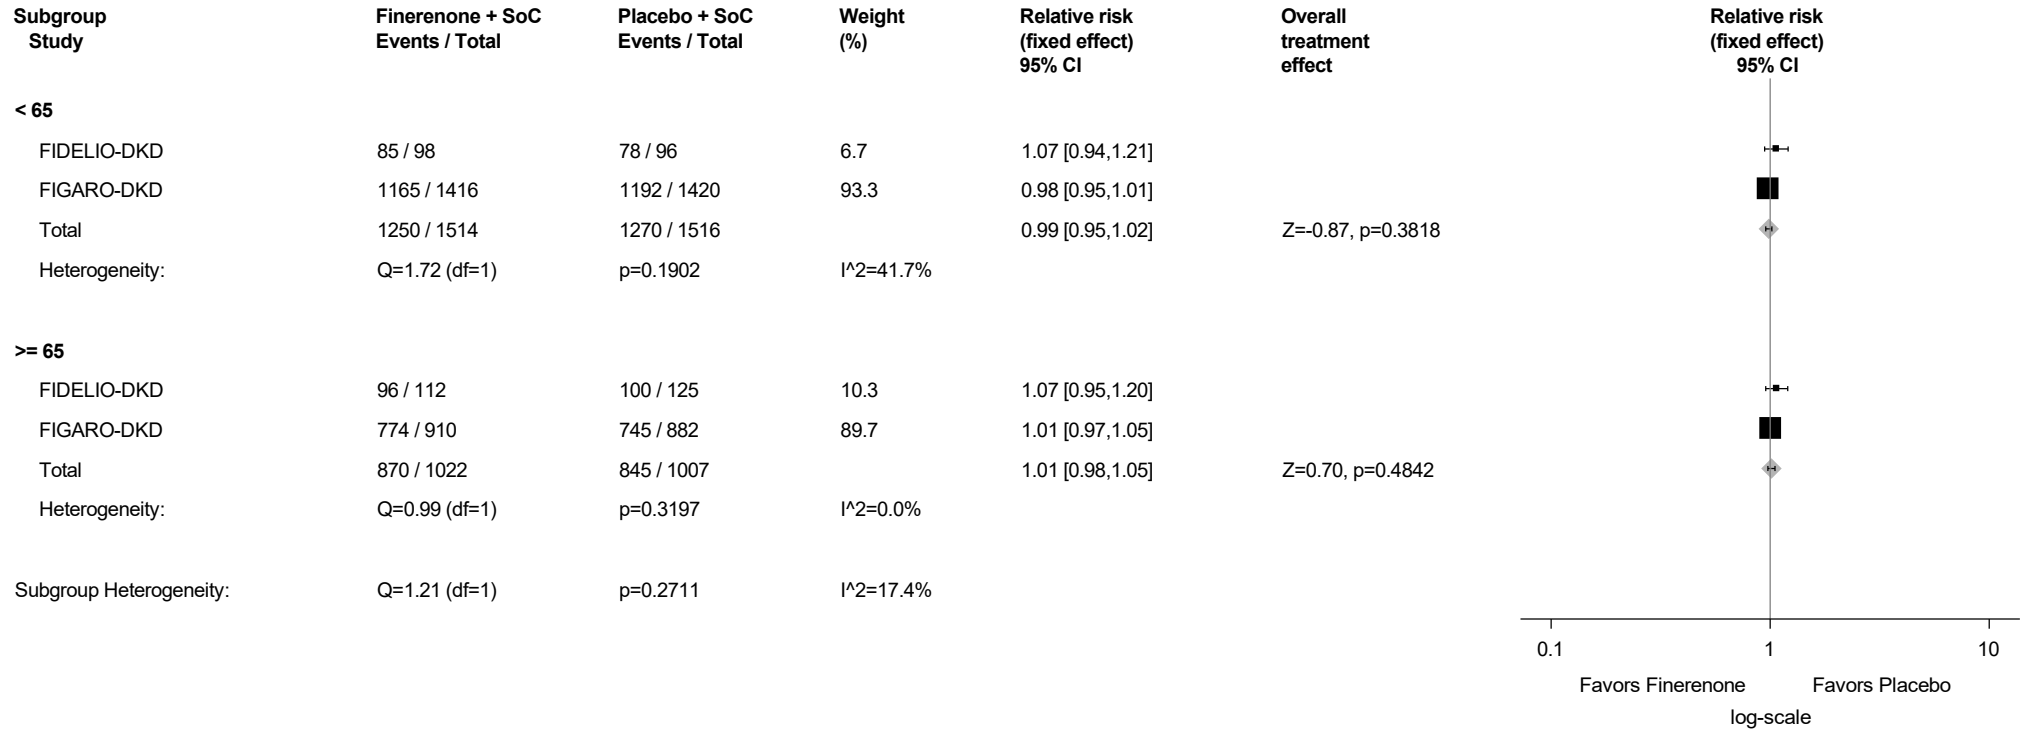 Subgroup Finerenone + SoC Placebo + SoC Weight Relative risk Overall Relative risk
Study Events / Total Events / Total (%) (fixed effect) treatment (fixed effect)
95% CI effect 95% CI
< 65
FIDELIO-DKD 85 / 98 78 / 96 6.7 1.07 [0.94,1.21]
FIGARO-DKD 1165 / 1416 1192 / 1420 93.3 0.98 [0.95,1.01]
Total 1250 / 1514 1270 / 1516 0.99 [0.95,1.02] Z=-0.87, p=0.3818
Heterogeneity: Q=1.72 (df=1) p=0.1902 I^2=41.7%
>= 65
FIDELIO-DKD 96 / 112 100 / 125 10.3 1.07 [0.95,1.20]
FIGARO-DKD 774 / 910 745 / 882 89.7 1.01 [0.97,1.05]
Total 870 / 1022 845 / 1007 1.01 [0.98,1.05] Z=0.70, p=0.4842
Heterogeneity: Q=0.99 (df=1) p=0.3197 I^2=0.0%
Subgroup Heterogeneity: Q=1.21 (df=1) p=0.2711 I^2=17.4%
0.1 1 10
Favors Finerenone Favors Placebo
log-scale